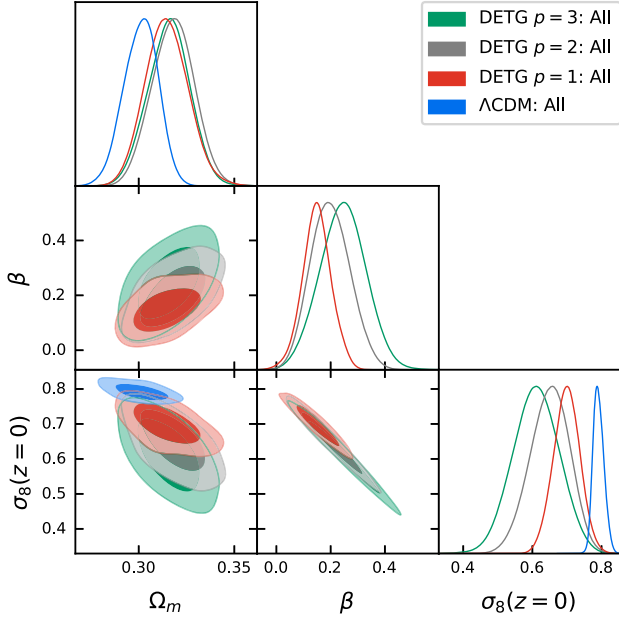 DETG p = 3: All
DETG p = 2: All
DETG p = 1: All
ΛCDM: All
0.4
0.2
0.0
β
0.8
0.7
0.6
0.5
0.4
σ₈(z = 0)
0.30 0.35
0.0 0.2 0.4
0.4 0.6 0.8
Ωₘ β σ₈(z = 0)